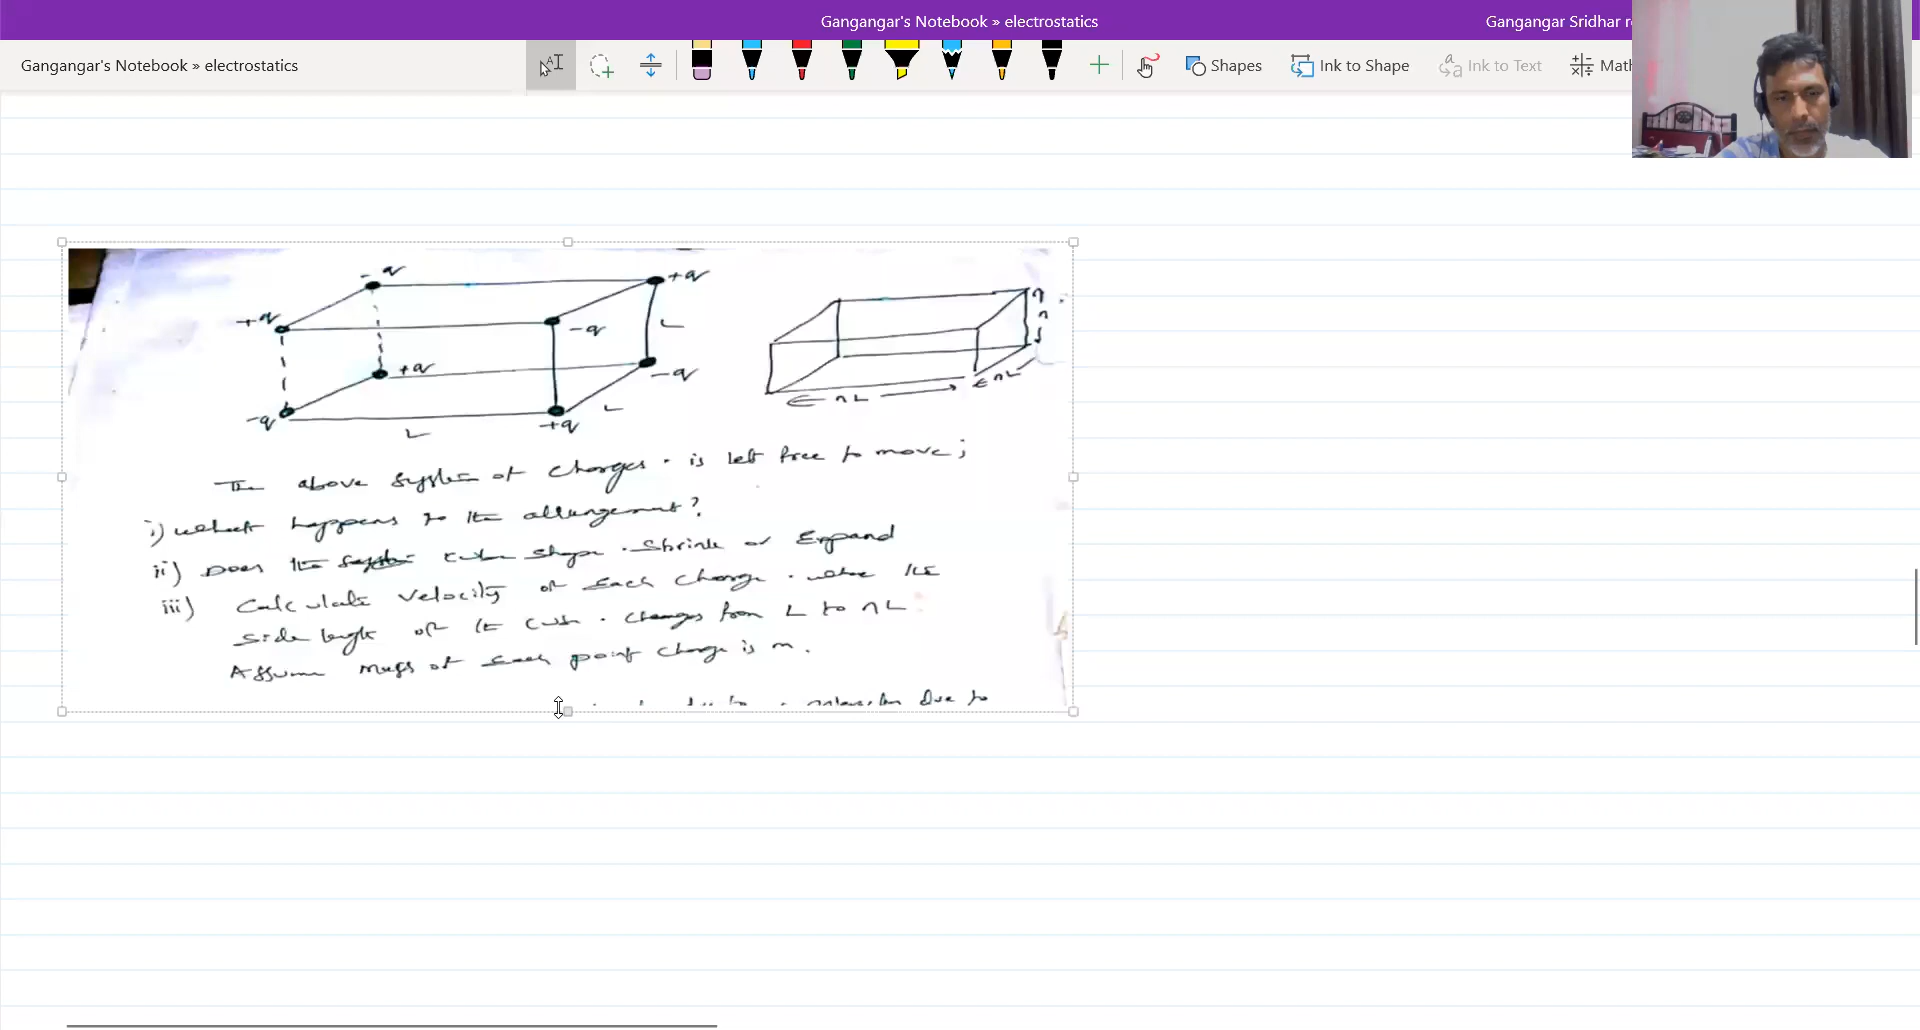 Gangangar's Notebook » electrostatics
Gangangar Sridhar r
Gangangar's Notebook » electrostatics
Shapes
Ink to Shape
Ink to Text
Math
-q
+q
+q
-q
L
+q
-q
-q
L
L
+q
n
nL
nL
The above system of charges. is left free to move;
i) what happens to the arrangement?
ii) Does the cube shape. Shrink or Expand
iii) Calculate velocity of each charge. when the
side length of the cube. changes from L to nL
Assume mass of each point charge is m.
due to